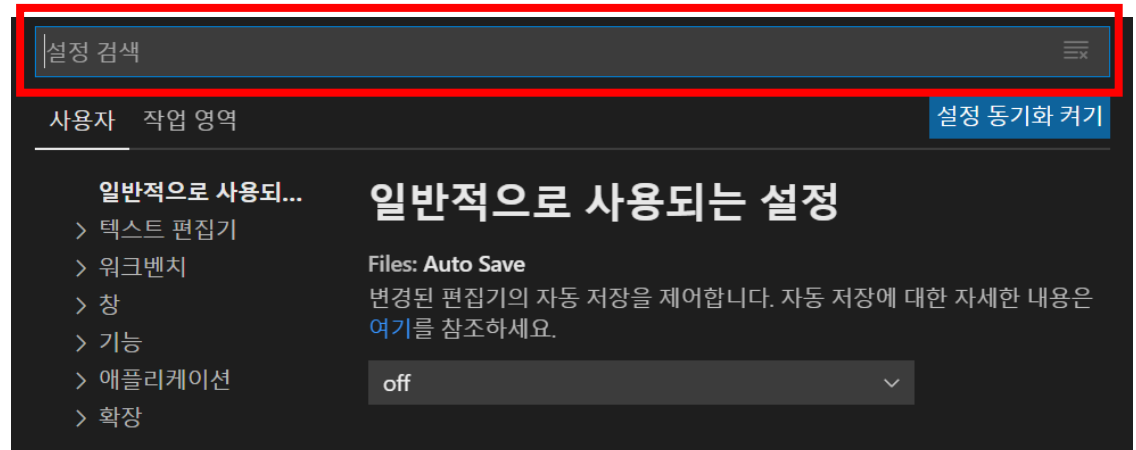 설정 검색
사용자 작업 영역 설정 동기화 켜기
일반적으로 사용되...
텍스트 편집기
워크벤치
창
기능
애플리케이션
확장
일반적으로 사용되는 설정
Files: Auto Save
변경된 편집기의 자동 저장을 제어합니다. 자동 저장에 대한 자세한 내용은
여기를 참조하세요.
off